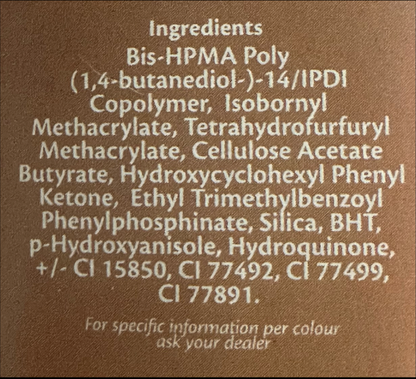 Ingredients
Bis-HPMA Poly
(1,4-butanediol-)-14/IPDI
Copolymer, Isobornyl
Methacrylate, Tetrahydrofurfuryl
Methacrylate, Cellulose Acetate
Butyrate, Hydroxycyclohexyl Phenyl
Ketone, Ethyl Trimethylbenzoyl
Phenylphosphinate, Silica, BHT,
p-Hydroxyanisole, Hydroquinone,
+/- CI 15850, CI 77492, CI 77499,
CI 77891.
For specific information per colour
ask your dealer